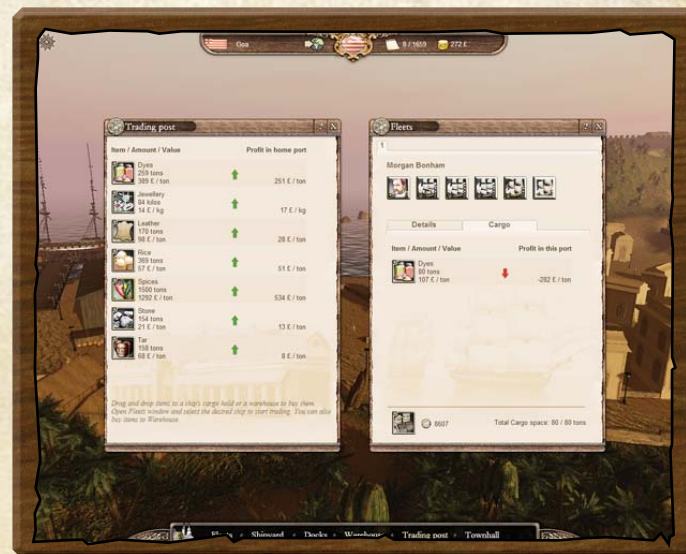 Goa
8 / 1659
272 £
Trading post
? X
Item / Amount / Value
Profit in home port
Dyes
259 tons
389 £ / ton
251 £ / ton
Jewellery
84 kilos
14 £ / kg
17 £ / kg
Leather
170 tons
98 £ / ton
28 £ / ton
Rice
369 tons
57 £ / ton
51 £ / ton
Spices
1500 tons
1292 £ / ton
534 £ / ton
Stone
154 tons
21 £ / ton
13 £ / ton
Tar
158 tons
68 £ / ton
8 £ / ton
Drag and drop items to a ship's cargo hold or a warehouse to buy them.
Open Fleets window and select the desired ship to start trading. You can also
buy items to Warehouse.
Fleets
? X
1
Morgan Bonham
Details
Cargo
Item / Amount / Value
Profit in this port
Dyes
80 tons
107 £ / ton
-282 £ / ton
8607
Total Cargo space: 80 / 80 tons
Fleets Shipyard Docks Warehouse Trading post Townhall